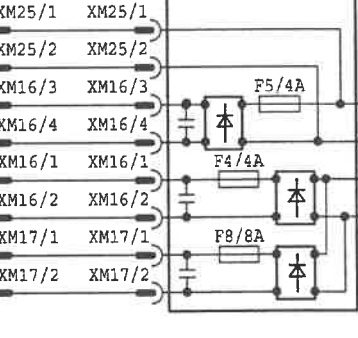 XM25/1 XM25/1
XM25/2 XM25/2
XM16/3 XM16/3 F5/4A
XM16/4 XM16/4
XM16/1 XM16/1 F4/4A
XM16/2 XM16/2
XM17/1 XM17/1 F8/8A
XM17/2 XM17/2